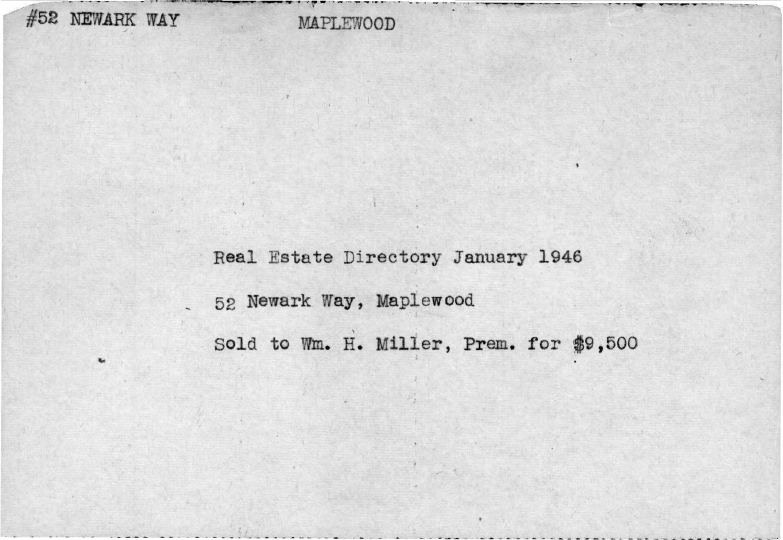 #52 NEWARK WAY MAPLEWOOD
Real Estate Directory January 1946
52 Newark Way, Maplewood
Sold to Wm. H. Miller, Prem. for $9,500